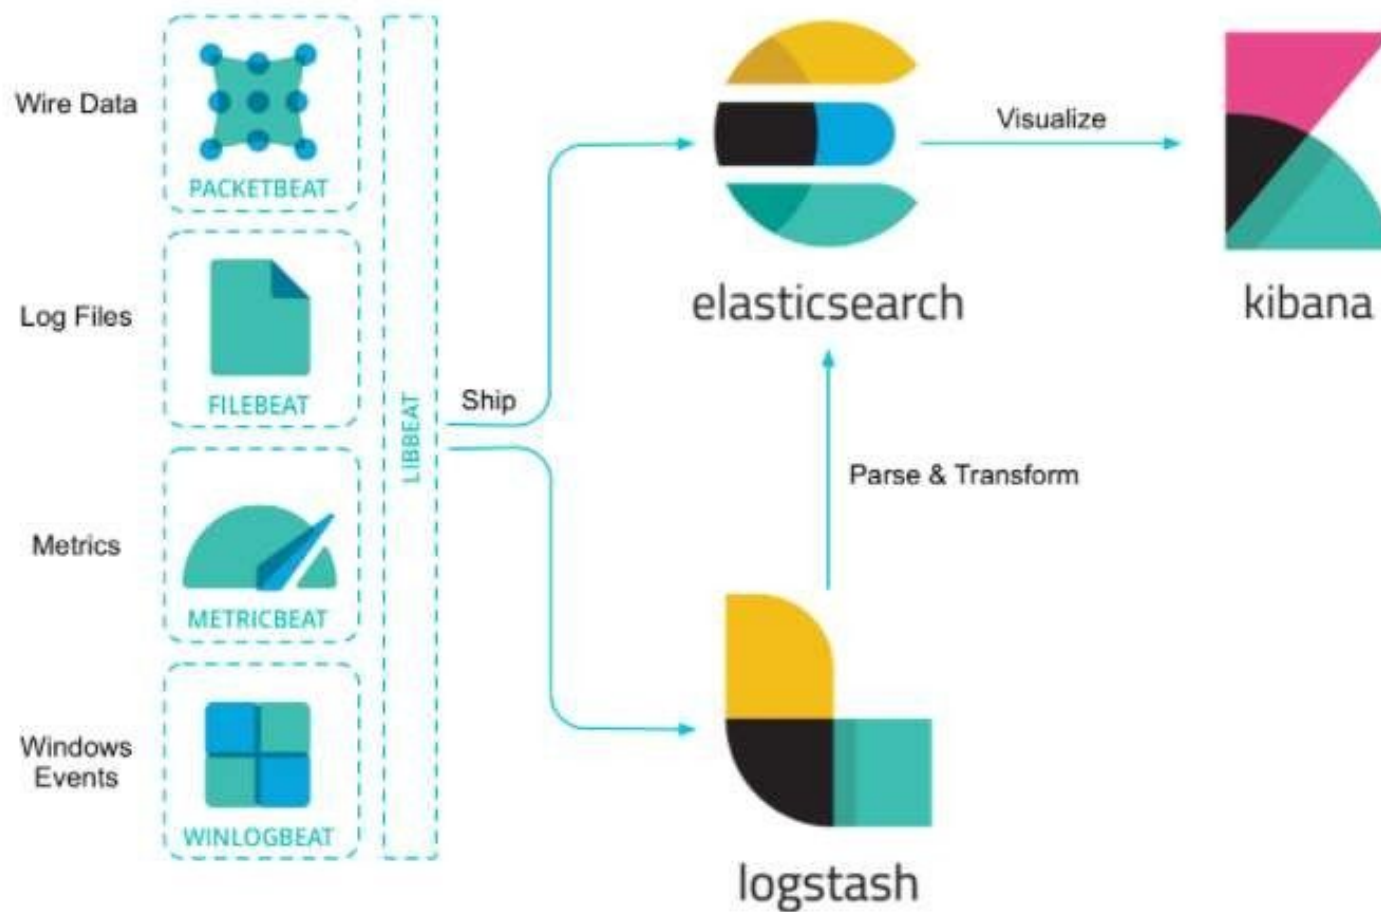 Wire Data
PACKETBEAT
Log Files
FILEBEAT
Metrics
METRICBEAT
Windows
Events
WINLOGBEAT
LIBBEAT
Ship
elasticsearch
Visualize
kibana
Parse & Transform
logstash